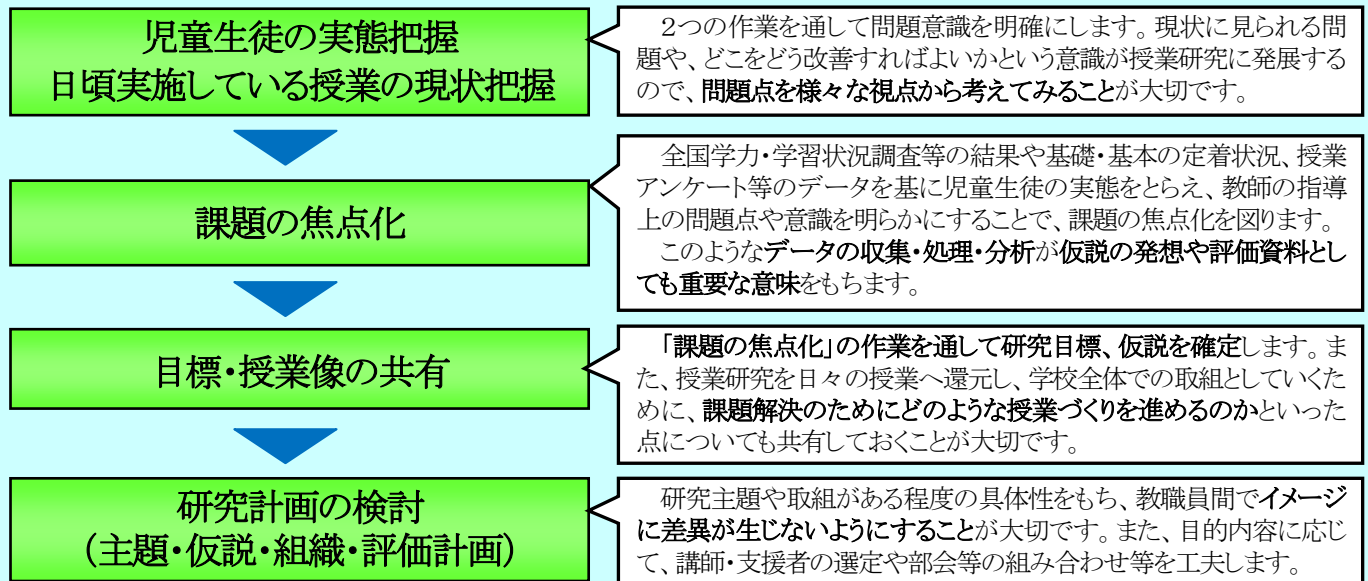 児童生徒の実態把握
日頃実施している授業の現状把握
2つの作業を通して問題意識を明確にします。現状に見られる問
題や、どこをどう改善すればよいかという意識が授業研究に発展する
ので、問題点を様々な視点から考えてみることが大切です。
課題の焦点化
全国学力・学習状況調査等の結果や基礎・基本の定着状況、授業
アンケート等のデータを基に児童生徒の実態をとらえ、教師の指導
上の問題点や意識を明らかにすることで、課題の焦点化を図ります。
このようなデータの収集・処理・分析が仮説の発想や評価資料とし
ても重要な意味をもちます。
目標・授業像の共有
「課題の焦点化」の作業を通して研究目標、仮説を確定します。ま
た、授業研究を日々の授業へ還元し、学校全体での取組としていくた
めに、課題解決のためにどのような授業づくりを進めるのかといった
点についても共有しておくことが大切です。
研究計画の検討
(主題・仮説・組織・評価計画)
研究主題や取組がある程度の具体性をもち、教職員間でイメージ
に差異が生じないようにすることが大切です。また、目的内容に応じ
て、講師・支援者の選定や部会等の組み合わせ等を工夫します。